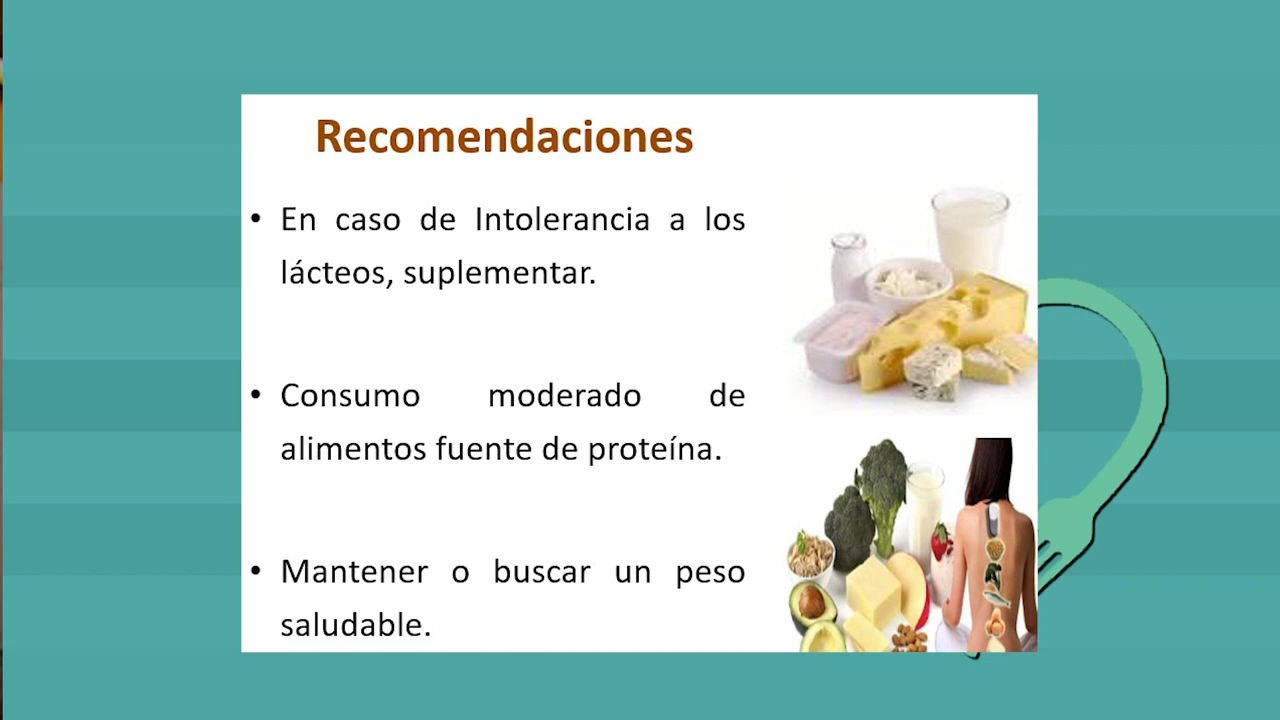 Recomendaciones
• En caso de Intolerancia a los
lácteos, suplementar.
• Consumo moderado de
alimentos fuente de proteína.
• Mantener o buscar un peso
saludable.